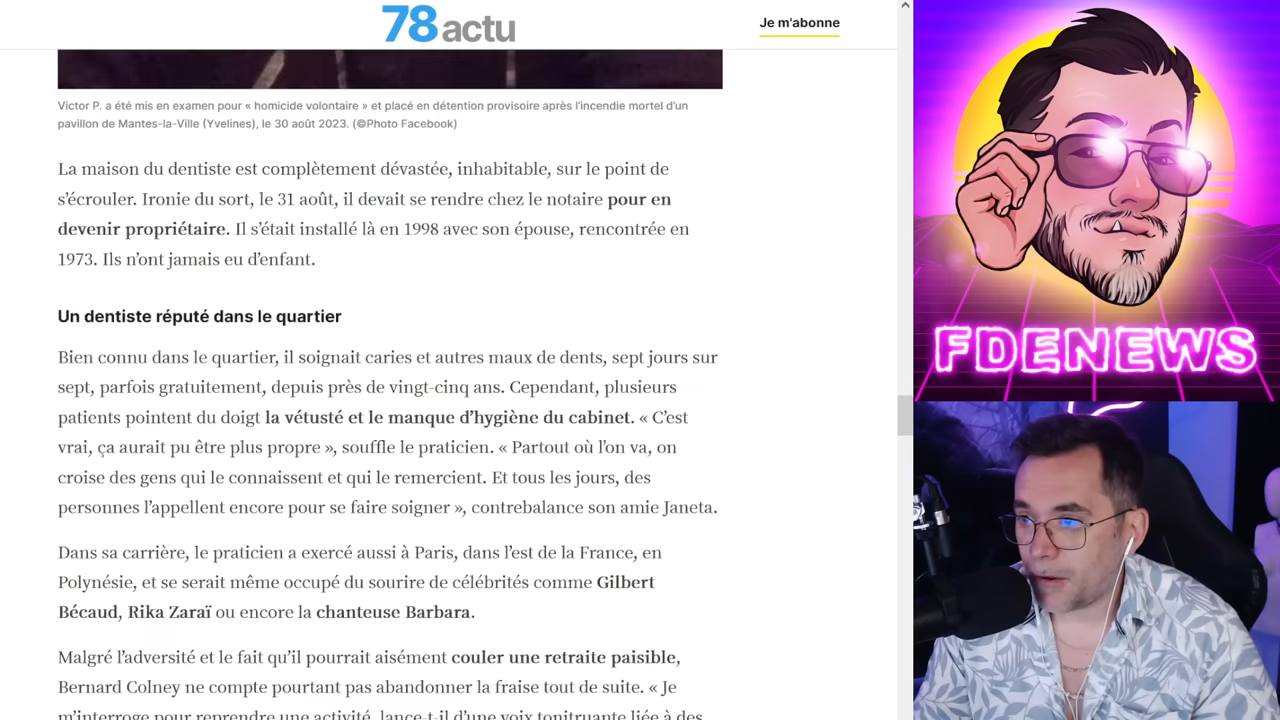 78 actu
Je m'abonne
Victor P. a été mis en examen pour « homicide volontaire » et placé en détention provisoire après l'incendie mortel d'un
pavillon de Mantes-la-Ville (Yvelines), le 30 août 2023. (©Photo Facebook)
La maison du dentiste est complètement dévastée, inhabitable, sur le point de
s'écrouler. Ironie du sort, le 31 août, il devait se rendre chez le notaire pour en
devenir propriétaire. Il s'était installé là en 1998 avec son épouse, rencontrée en
1973. Ils n'ont jamais eu d'enfant.
Un dentiste réputé dans le quartier
Bien connu dans le quartier, il soignait caries et autres maux de dents, sept jours sur
sept, parfois gratuitement, depuis près de vingt-cinq ans. Cependant, plusieurs
patients pointent du doigt la vétusté et le manque d'hygiène du cabinet. « C'est
vrai, ça aurait pu être plus propre », souffle le praticien. « Partout où l'on va, on
croise des gens qui le connaissent et qui le remercient. Et tous les jours, des
personnes l'appellent encore pour se faire soigner », contrebalance son amie Janeta.
Dans sa carrière, le praticien a exercé aussi à Paris, dans l'est de la France, en
Polynésie, et se serait même occupé du sourire de célébrités comme Gilbert
Bécaud, Rika Zaraï ou encore la chanteuse Barbara.
Malgré l'adversité et le fait qu'il pourrait aisément couler une retraite paisible,
Bernard Colney ne compte pourtant pas abandonner la fraise tout de suite. « Je
m'interroge pour reprendre une activité, lance-t-il d'une voix tonitruante liée à des
FDENEWS